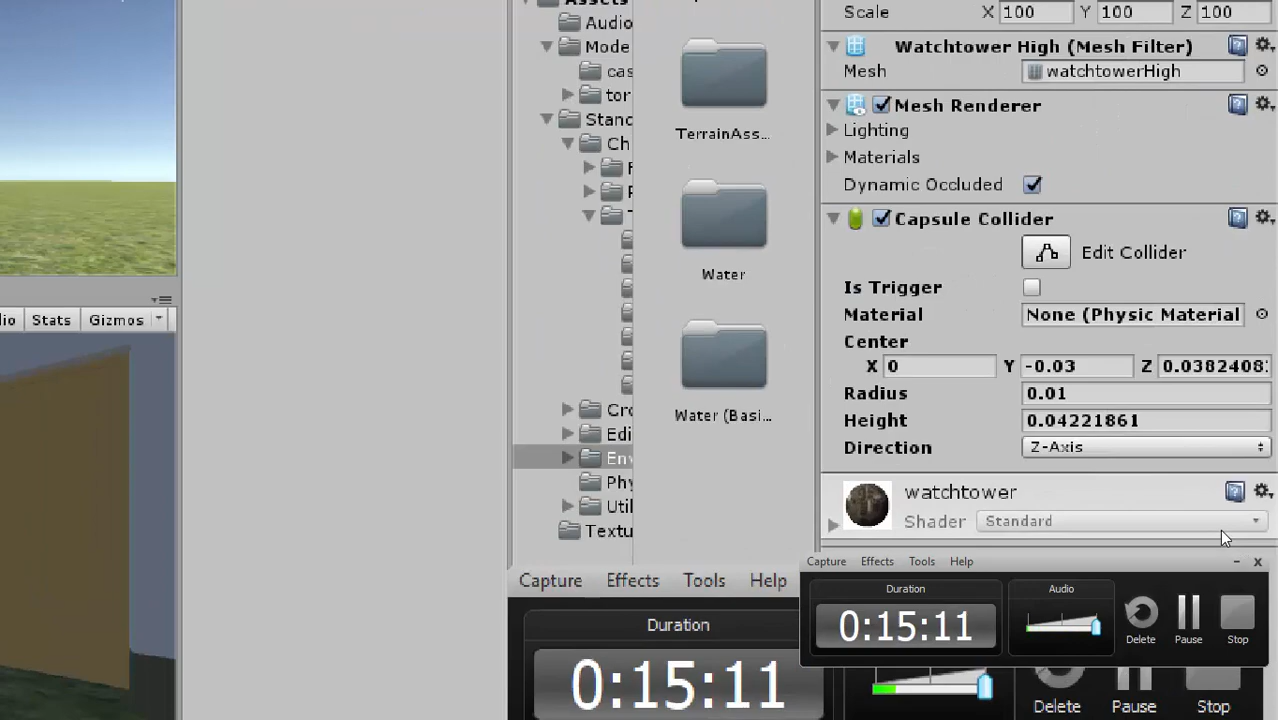 Assets
Audio
Mode
cas
tor
Stand
Ch
Cro
Edi
Env
Phy
Util
Textu
TerrainAss...
Water
Water (Basi...
dio Stats Gizmos
Scale X 100 Y 100 Z 100
Watchtower High (Mesh Filter)
Mesh watchtowerHigh
Mesh Renderer
Lighting
Materials
Dynamic Occluded
Capsule Collider
Edit Collider
Is Trigger
Material None (Physic Material
Center
X 0 Y -0.03 Z 0.0382408
Radius 0.01
Height 0.04221861
Direction Z-Axis
watchtower
Shader Standard
Capture Effects Tools Help
Duration Audio
0:15:11
Delete Pause Stop
Capture Effects Tools Help
Duration
0:15:11
Delete Pause Stop